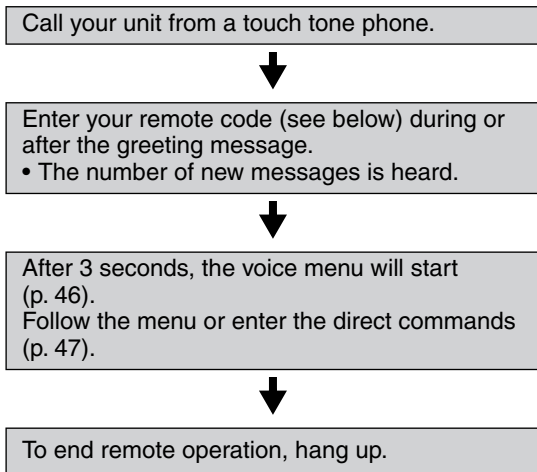 Call your unit from a touch tone phone.
Enter your remote code (see below) during or
after the greeting message.
• The number of new messages is heard.
After 3 seconds, the voice menu will start
(p. 46).
Follow the menu or enter the direct commands
(p. 47).
To end remote operation, hang up.